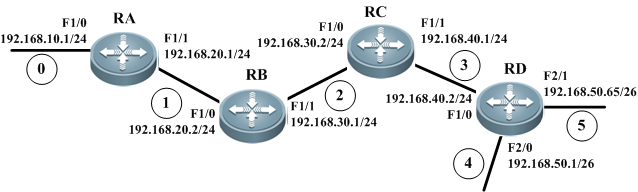 RA
F1/0
192.168.10.1/24
0
F1/1
192.168.20.1/24
1
RB
F1/0
192.168.20.2/24
F1/1
192.168.30.1/24
2
RC
F1/0
192.168.30.2/24
F1/1
192.168.40.1/24
3
RD
192.168.40.2/24
F1/0
F2/1
192.168.50.65/26
5
F2/0
192.168.50.1/26
4